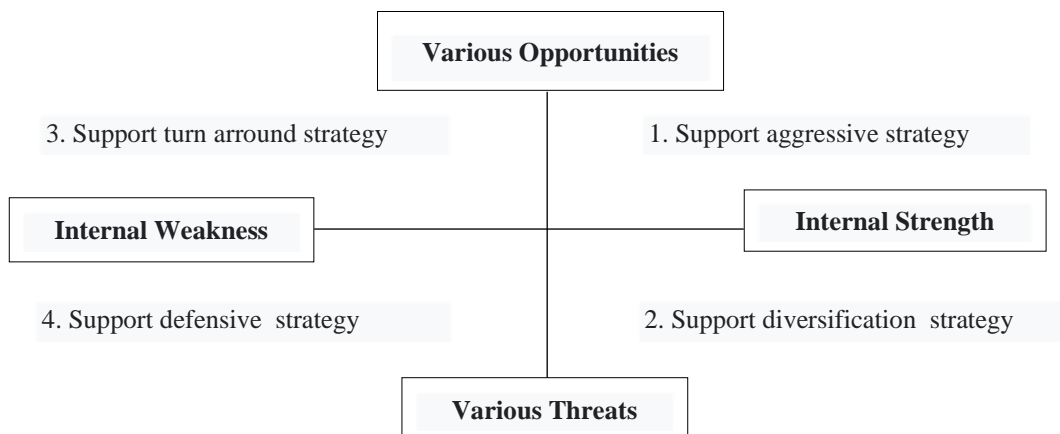 Various Opportunities
3. Support turn arround strategy
1. Support aggressive strategy
Internal Weakness
Internal Strength
4. Support defensive strategy
2. Support diversification strategy
Various Threats